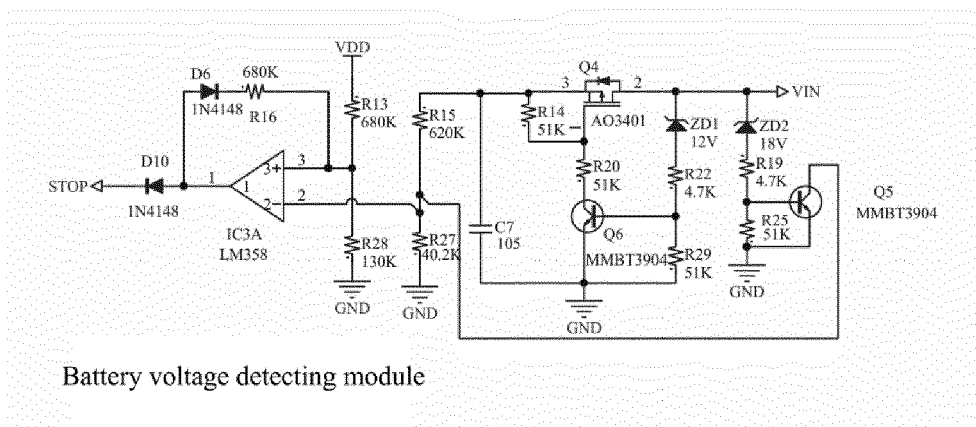 VDD
D6
680K
1N4148
R16
R13
680K
R15
620K
Q4
3
2
VIN
R14
51K
AO3401
ZD1
12V
ZD2
18V
D10
STOP
1
1N4148
3+
1
2-
3
2
IC3A
LM358
R20
51K
R22
4.7K
R19
4.7K
Q5
MMBT3904
R28
130K
R27
40.2K
C7
105
Q6
MMBT3904
R29
51K
R25
51K
GND
GND
GND
GND
Battery voltage detecting module